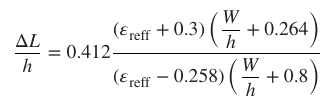 ΔL/h = 0.412 (ε_reff + 0.3) (W/h + 0.264) / (ε_reff − 0.258) (W/h + 0.8)